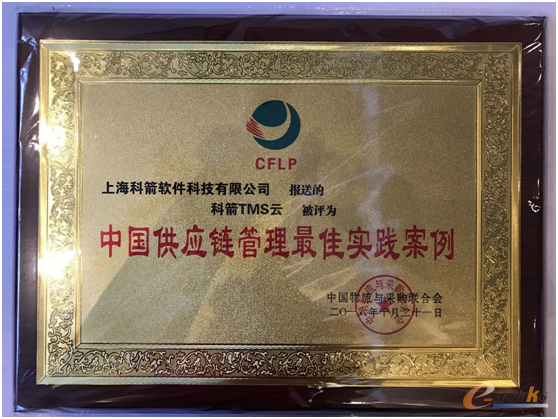 CFLP
上海科箭软件科技有限公司 报送的
科箭TMS云 被评为
中国供应链管理最佳实践案例
中国物流与采购联合会
二〇一六年十月二十一日